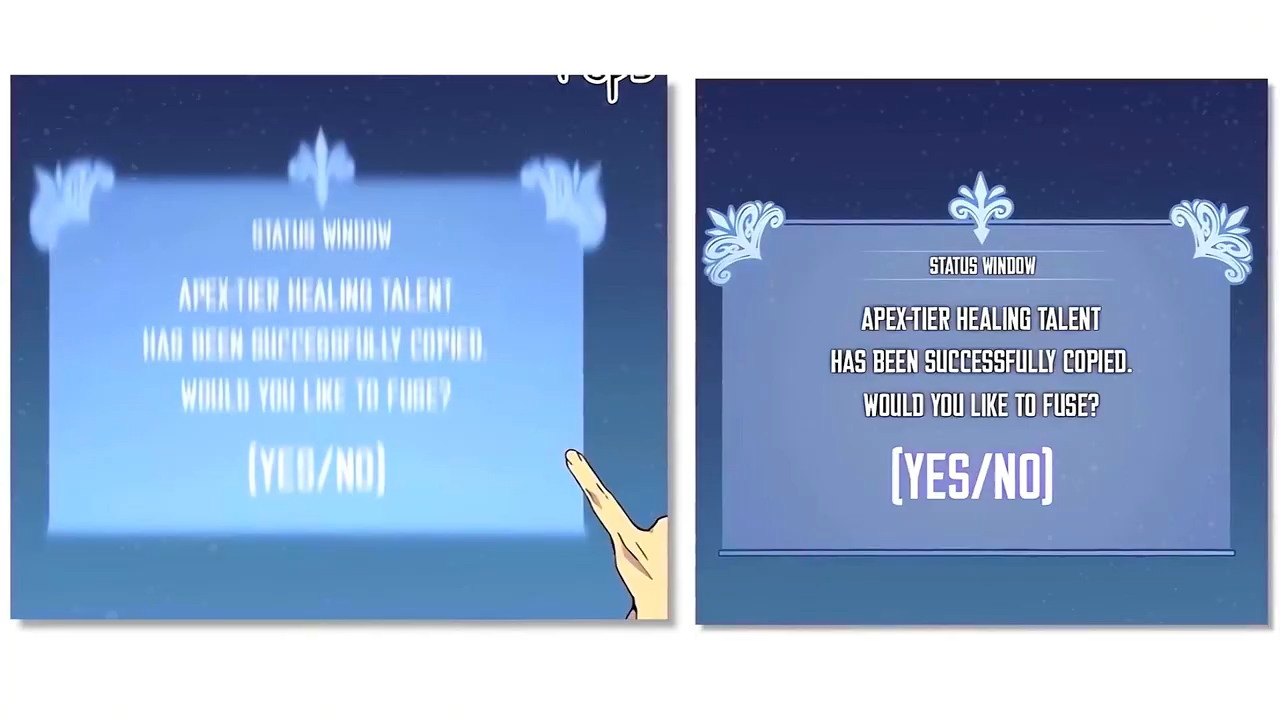 STATUS WINDOW
APEX-TIER HEALING TALENT
HAS BEEN SUCCESSFULLY COPIED.
WOULD YOU LIKE TO FUSE?
(YES/NO)
STATUS WINDOW
APEX-TIER HEALING TALENT
HAS BEEN SUCCESSFULLY COPIED.
WOULD YOU LIKE TO FUSE?
(YES/NO)